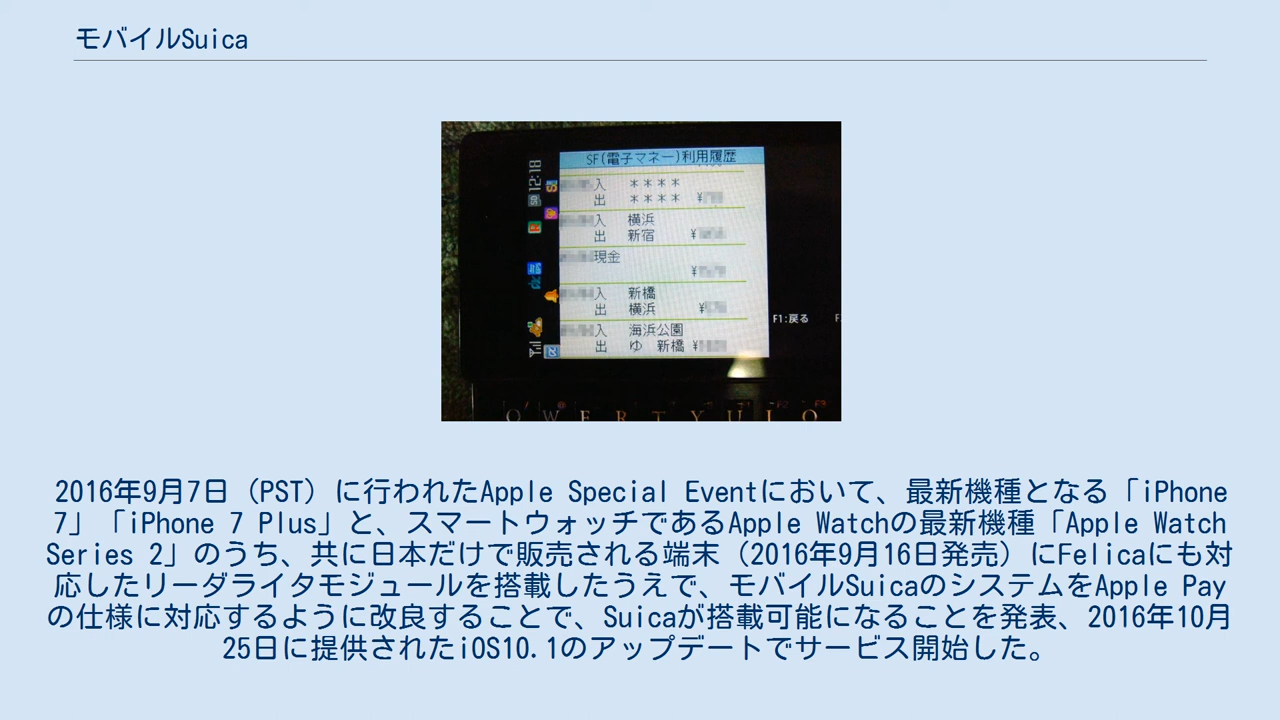 モバイルSuica
12:18
SF(電子マネー)利用履歴
入 ****
出 **** ¥
入 横浜
出 新宿 ¥
現金
¥
入 新橋
出 横浜 ¥
入 海浜公園
出 ゆ 新橋 ¥
F1:戻る
Q W E R T Y U I O
2016年9月7日（PST）に行われたApple Special Eventにおいて、最新機種となる「iPhone
7」「iPhone 7 Plus」と、スマートウォッチであるApple Watchの最新機種「Apple Watch
Series 2」のうち、共に日本だけで販売される端末（2016年9月16日発売）にFelicaにも対
応したリーダライタモジュールを搭載したうえで、モバイルSuicaのシステムをApple Pay
の仕様に対応するように改良することで、Suicaが搭載可能になることを発表、2016年10月
25日に提供されたiOS10.1のアップデートでサービス開始した。